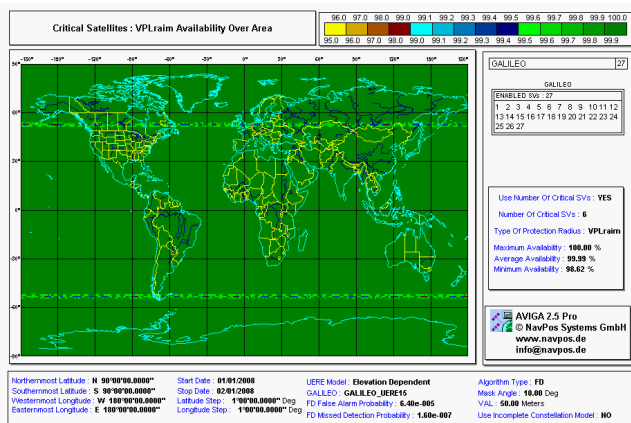 Critical Satellites : VPLraim Availability Over Area
96.0 97.0 98.0 99.0 99.1 99.2 99.3 99.4 99.5 99.6 99.7 99.8 99.9 100.0
95.0 96.0 97.0 98.0 99.0 99.1 99.2 99.3 99.4 99.5 99.6 99.7 99.8 99.9
GALILEO 27
GALILEO
ENABLED SVs : 27
1 2 3 4 5 6 7 8 9 10 11 12
13 14 15 16 17 18 19 20 21 22 23 24
25 26 27
Use Number Of Critical SVs : YES
Number Of Critical SVs : 6
Type Of Protection Radius : VPLraim
Maximum Availability : 100.00 %
Average Availability : 99.99 %
Minimum Availability : 98.62 %
AVIGA 2.5 Pro
© NavPos Systems GmbH
www.navpos.de
info@navpos.de
Northernmost Latitude : N 90°00'00.0000"
Southernmost Latitude : S 90°00'00.0000"
Westernmost Longitude : W 180°00'00.0000"
Easternmost Longitude : E 180°00'00.0000"
Start Date : 01/01/2008
Stop Date : 02/01/2008
Latitude Step : 1°00'00.0000" Deg
Longitude Step : 1°00'00.0000" Deg
UERE Model : Elevation Dependent
GALILEO : GALILEO_UERE15
FD False Alarm Probability : 6.40e-005
FD Missed Detection Probability : 1.60e-007
Algorithm Type : FD
Mask Angle : 10.00 Deg
VAL : 50.00 Meters
Use Incomplete Constellation Model : NO